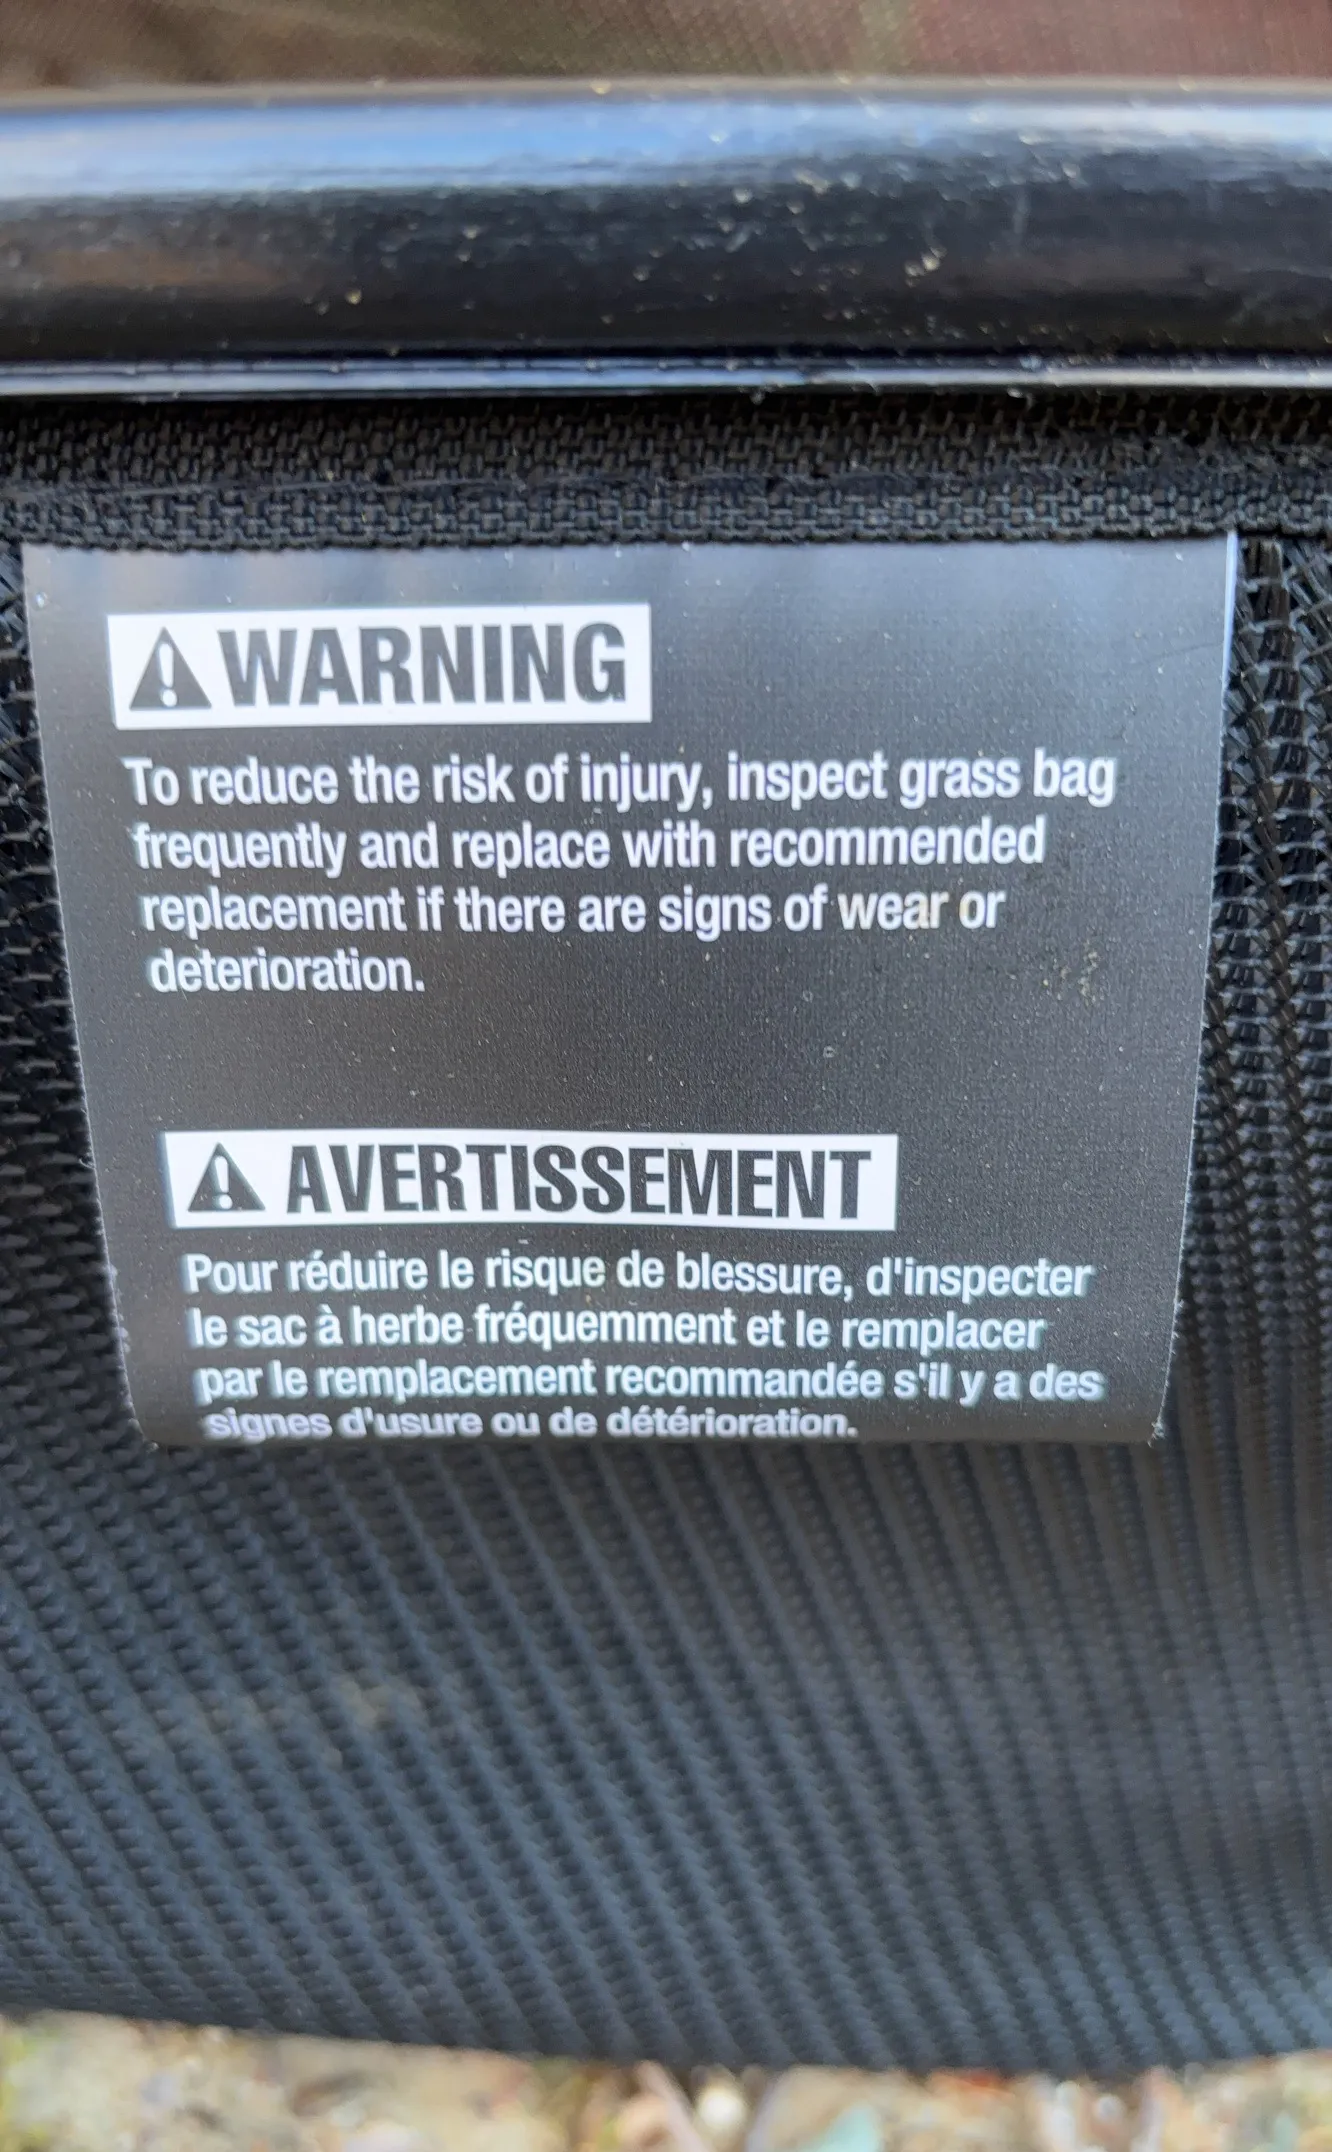 WARNING
To reduce the risk of injury, inspect grass bag
frequently and replace with recommended
replacement if there are signs of wear or
deterioration.
AVERTISSEMENT
Pour réduire le risque de blessure, d'inspecter
le sac à herbe fréquemment et le remplacer
par le remplacement recommandée s'il y a des
signes d'usure ou de détérioration.